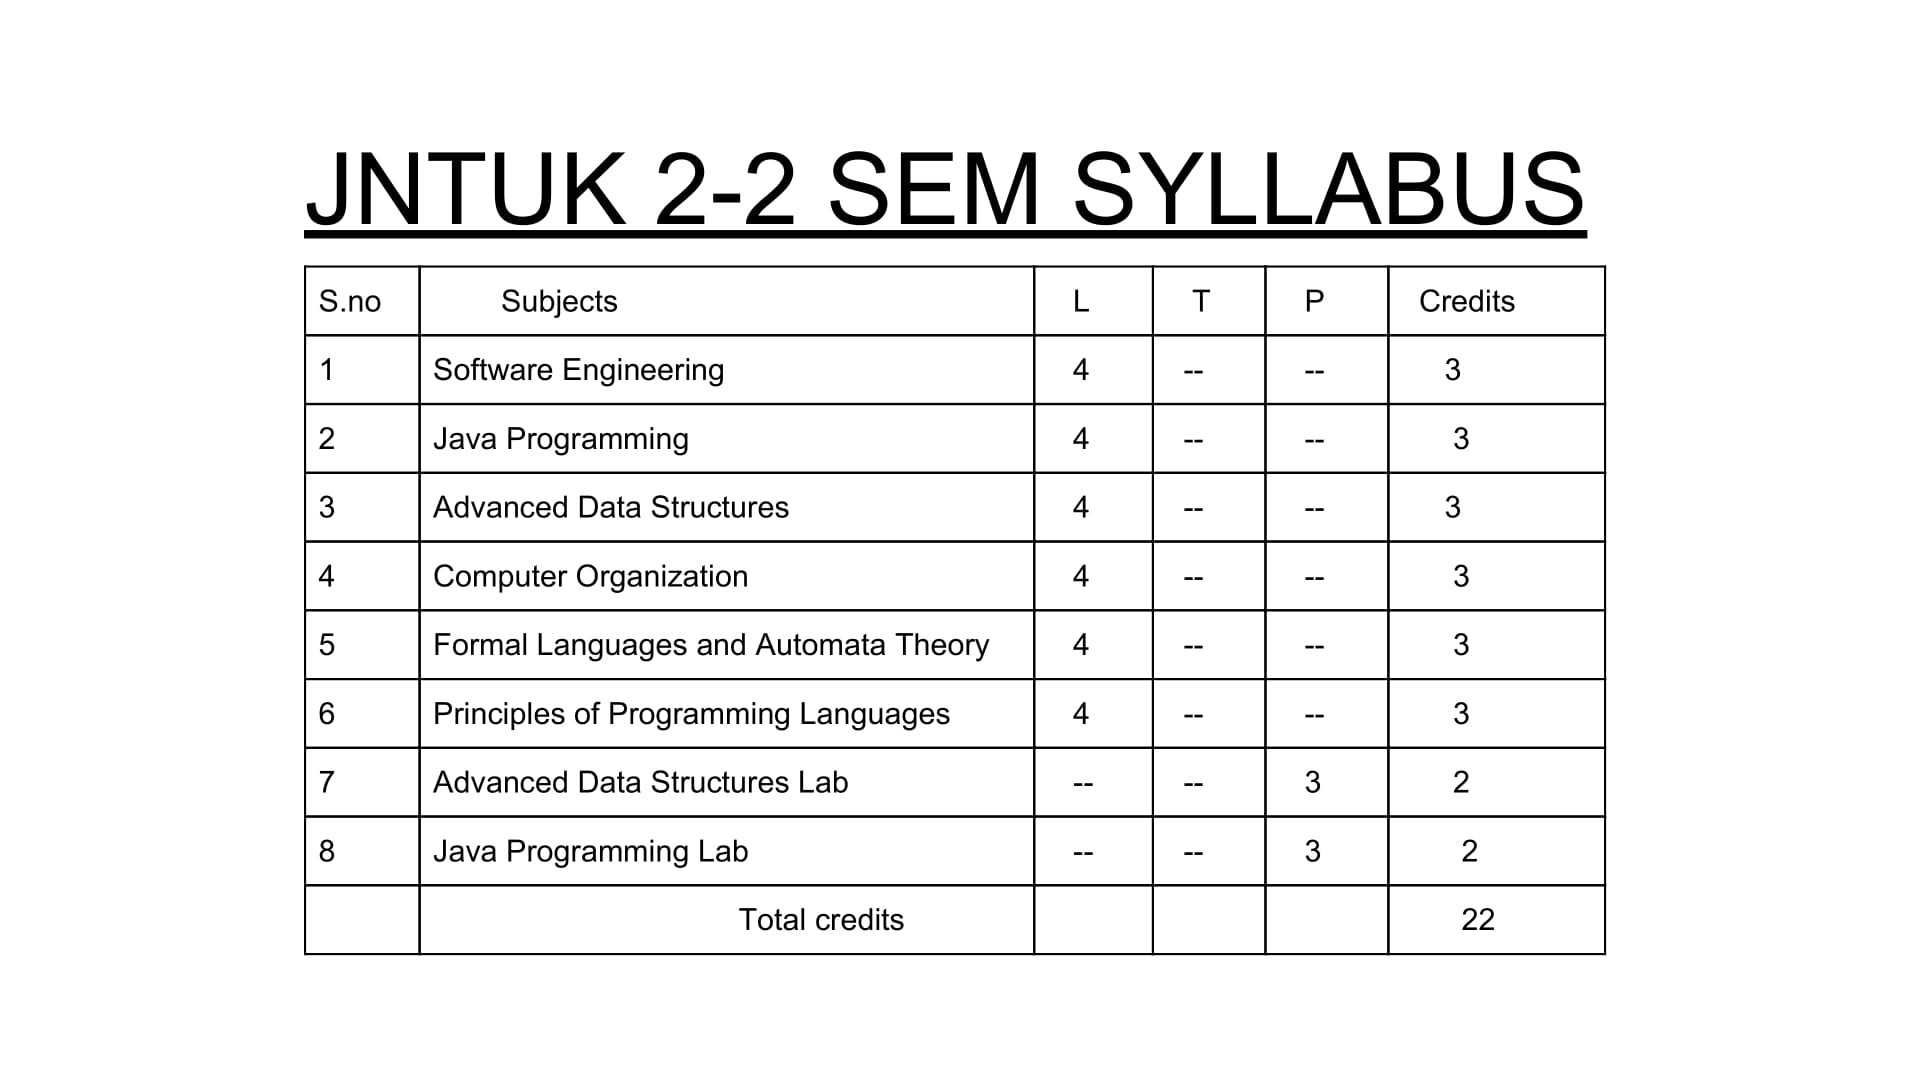 JNTUK 2-2 SEM SYLLABUS
S.no Subjects L T P Credits
1 Software Engineering 4 -- -- 3
2 Java Programming 4 -- -- 3
3 Advanced Data Structures 4 -- -- 3
4 Computer Organization 4 -- -- 3
5 Formal Languages and Automata Theory 4 -- -- 3
6 Principles of Programming Languages 4 -- -- 3
7 Advanced Data Structures Lab -- -- 3 2
8 Java Programming Lab -- -- 3 2
Total credits 22